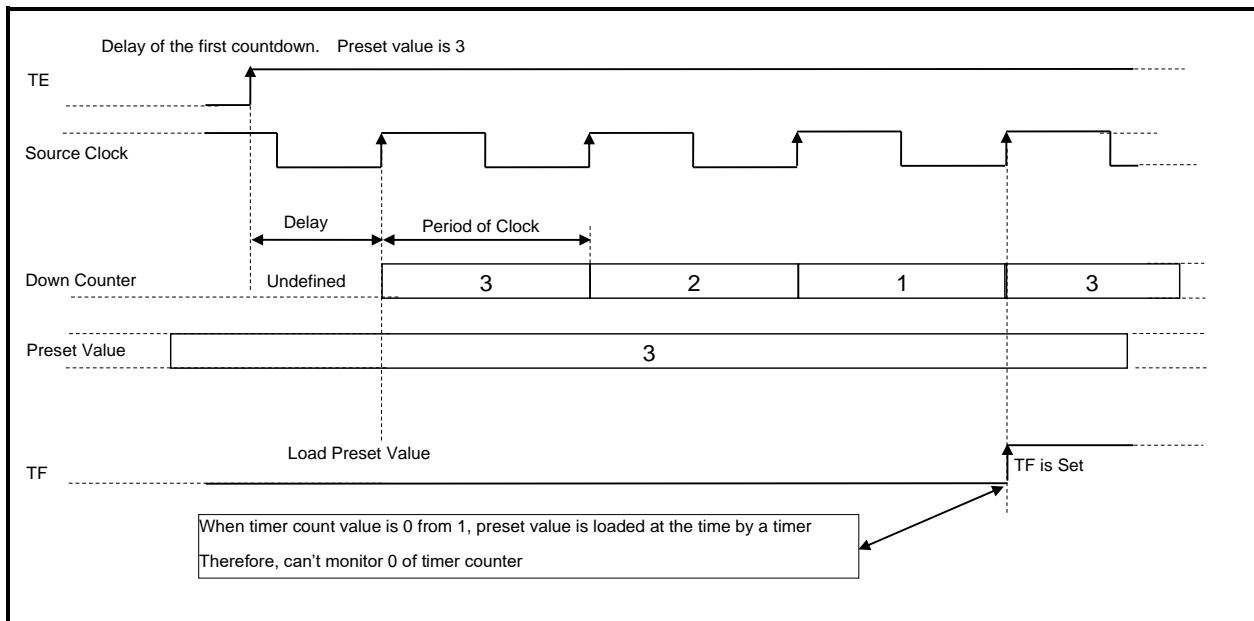 Delay of the first countdown. Preset value is 3
TE
Source Clock
Delay
Period of Clock
Down Counter
Undefined
3
2
1
3
Preset Value
3
Load Preset Value
TF
TF is Set
When timer count value is 0 from 1, preset value is loaded at the time by a timer
Therefore, can’t monitor 0 of timer counter